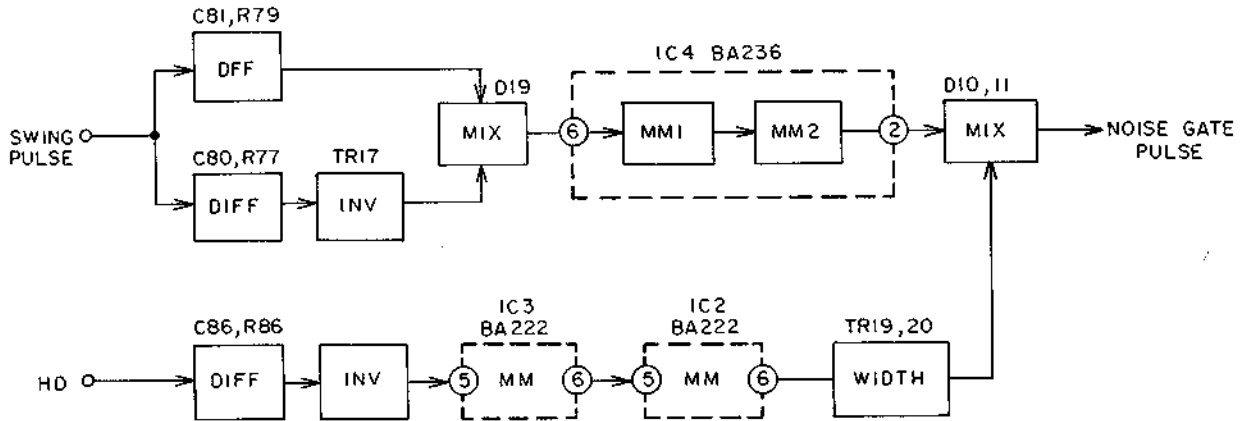 C81,R79
DFF
SWING
PULSE
C80,R77
DIFF
TR17
INV
D19
MIX
IC4 BA236
6
MM1
MM2
2
D10,11
MIX
NOISE GATE
PULSE
HD
C86,R86
DIFF
INV
IC3
BA222
5
MM
6
IC2
BA222
5
MM
6
TR19,20
WIDTH